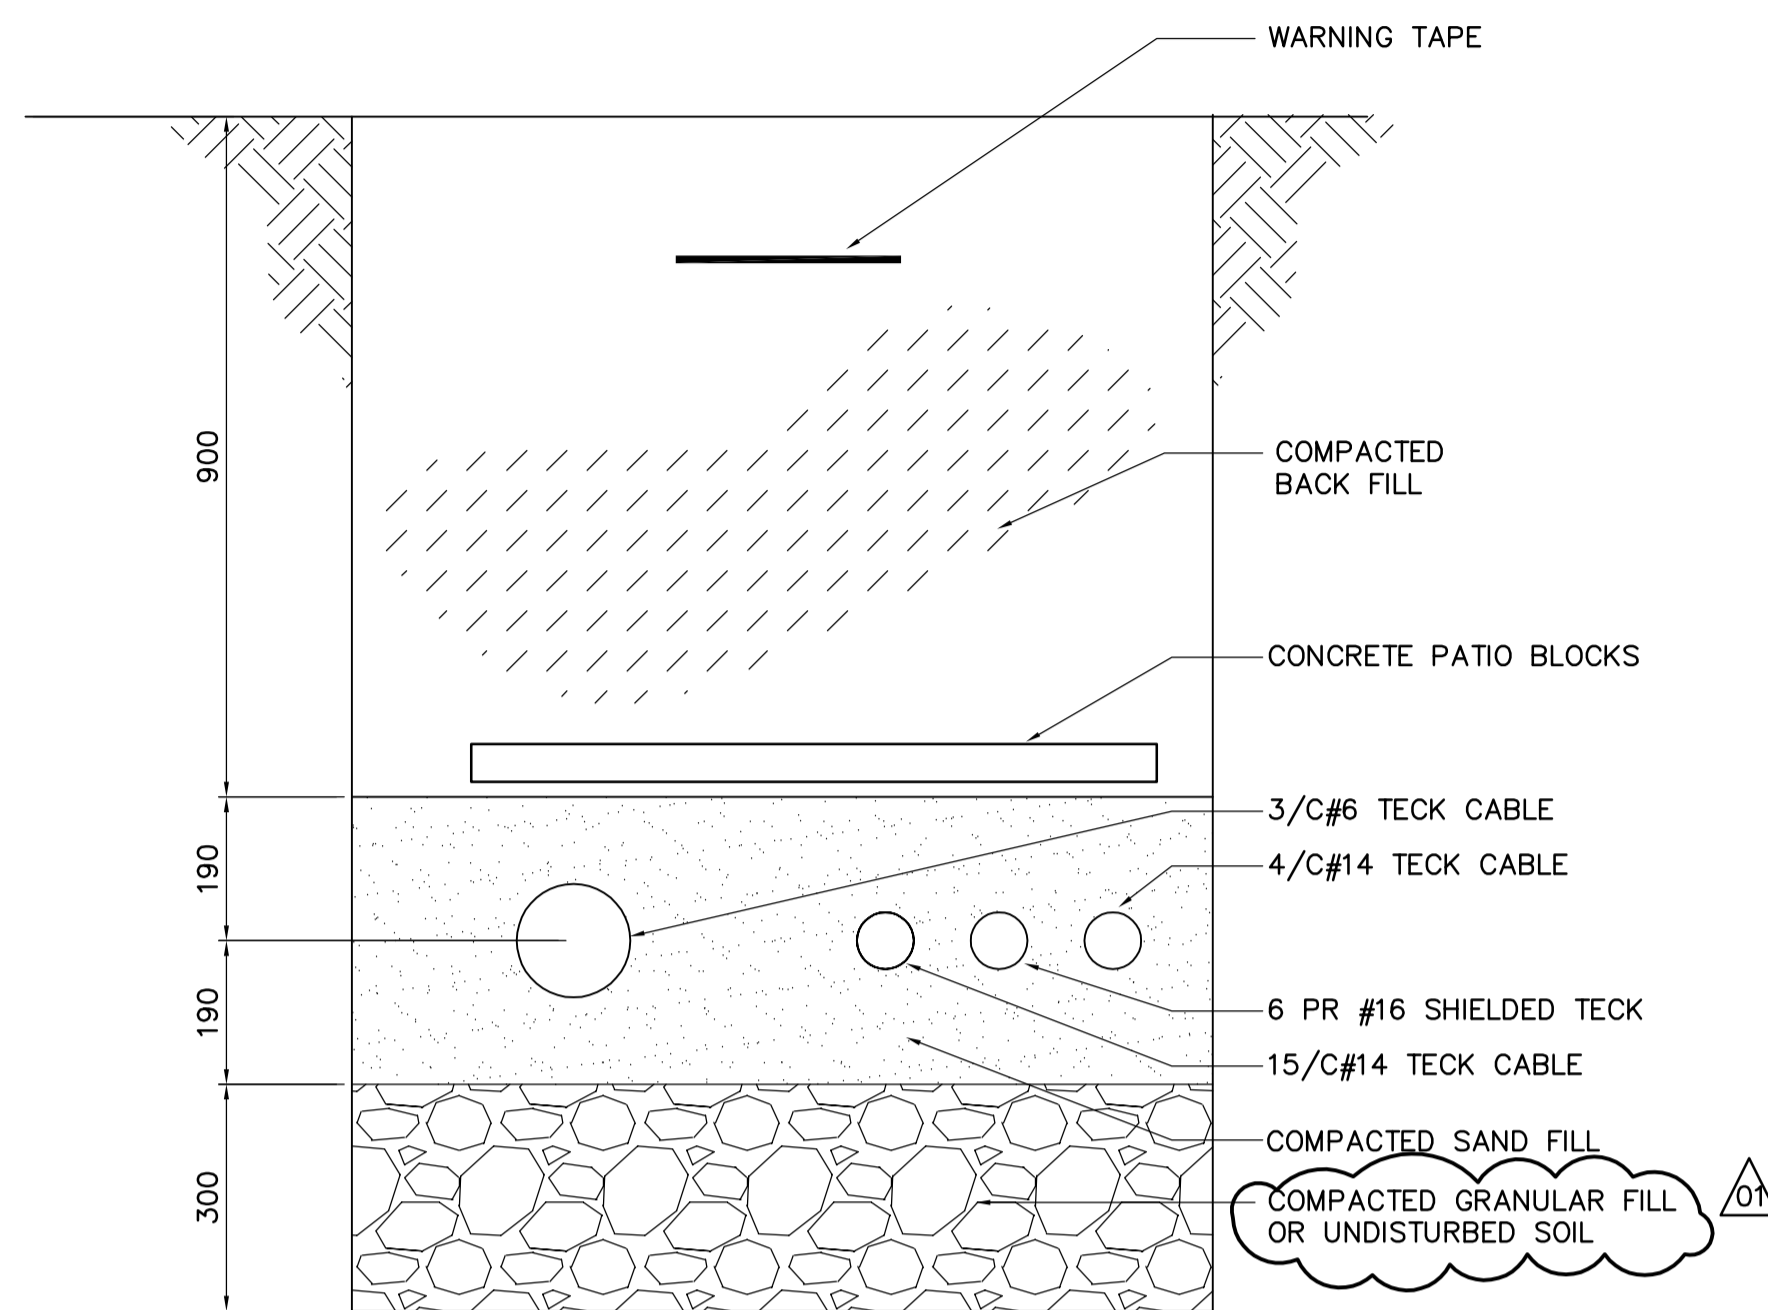 WARNING TAPE
900
COMPACTED
BACK FILL
CONCRETE PATIO BLOCKS
3/C#6 TECK CABLE
190
4/C#14 TECK CABLE
190
6 PR #16 SHIELDED TECK
15/C#14 TECK CABLE
COMPACTED SAND FILL
300
COMPACTED GRANULAR FILL
OR UNDISTURBED SOIL
01